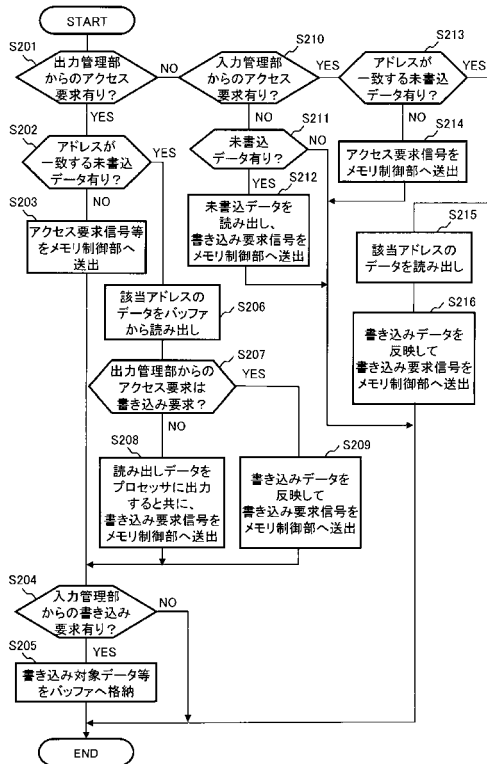 START
S201
出力管理部
からのアクセス
要求有り?
NO
YES
S210
入力管理部
からのアクセス
要求有り?
YES
NO
S213
アドレスが
一致する未書込
データ有り?
YES
NO
S202
アドレスが
一致する未書込
データ有り?
YES
NO
S211
未書込
データ有り?
NO
YES
S214
アクセス要求信号を
メモリ制御部へ送出
S203
アクセス要求信号等
をメモリ制御部へ
送出
S212
未書込データを
読み出し、
書き込み要求信号を
メモリ制御部へ送出
S215
該当アドレスの
データを読み出し
S206
該当アドレスの
データをバッファ
から読み出し
S216
書き込みデータを
反映して
書き込み要求信号を
メモリ制御部へ送出
S207
出力管理部からの
アクセス要求は
書き込み要求?
YES
NO
S208
読み出しデータを
プロセッサに出力
すると共に、
書き込み要求信号を
メモリ制御部へ送出
S209
書き込みデータを
反映して
書き込み要求信号を
メモリ制御部へ送出
S204
入力管理部
からの書き込み
要求有り?
NO
YES
S205
書き込み対象データ等
をバッファへ格納
END